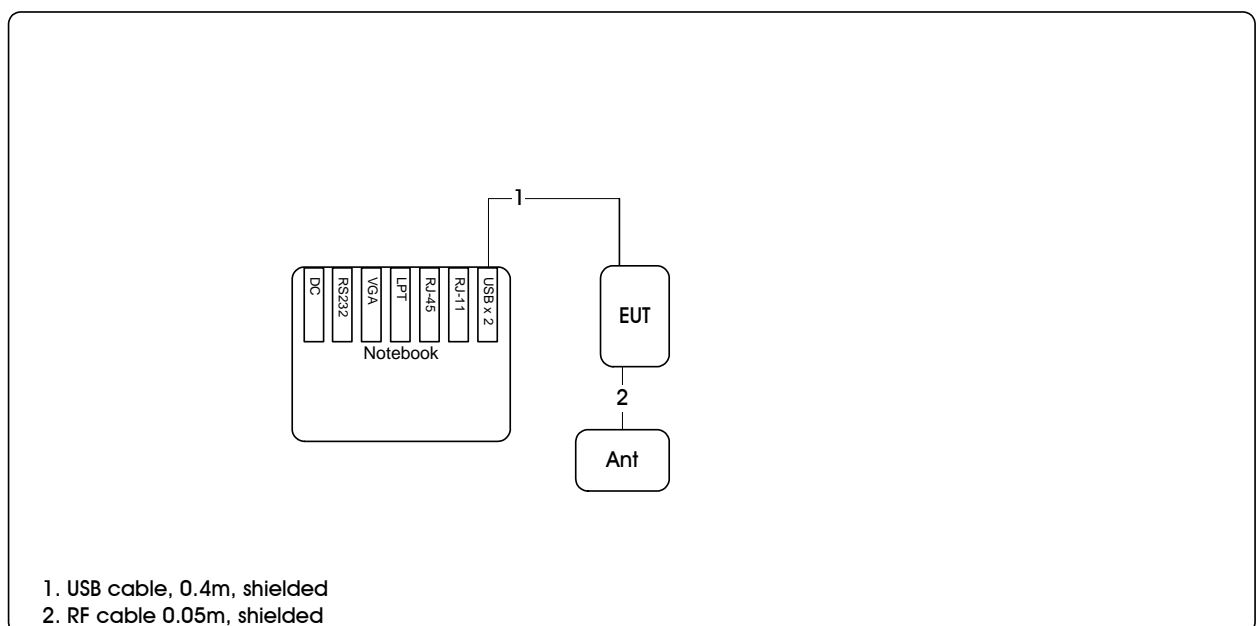 1
DC
RS232
VGA
LPT
RJ-45
RJ-11
USB x 2
Notebook
EUT
2
Ant
1. USB cable, 0.4m, shielded
2. RF cable 0.05m, shielded